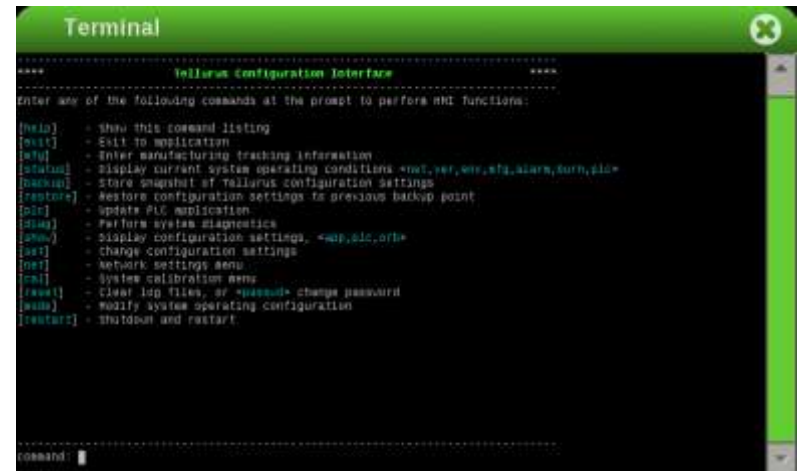 Terminal
**** Tellurus Configuration Interface ****
Enter any of the following commands at the prompt to perform HMI functions:
[help] - Show this command listing
[exit] - Exit to application
[mfg] - Enter manufacturing tracking information
[status] - Display current system operating conditions <net,ver,env,mfg,alarm,burn,plc>
[backup] - Store snapshot of Tellurus configuration settings
[restore] - Restore configuration settings to previous backup point
[plc] - Update PLC application
[diag] - Perform system diagnostics
[show] - Display configuration settings, <app,plc,orb>
[set] - Change configuration settings
[net] - Network settings menu
[cal] - System calibration menu
[reset] - Clear log files, or <passwd> change password
[mode] - Modify system operating configuration
[restart] - Shutdown and restart
command: